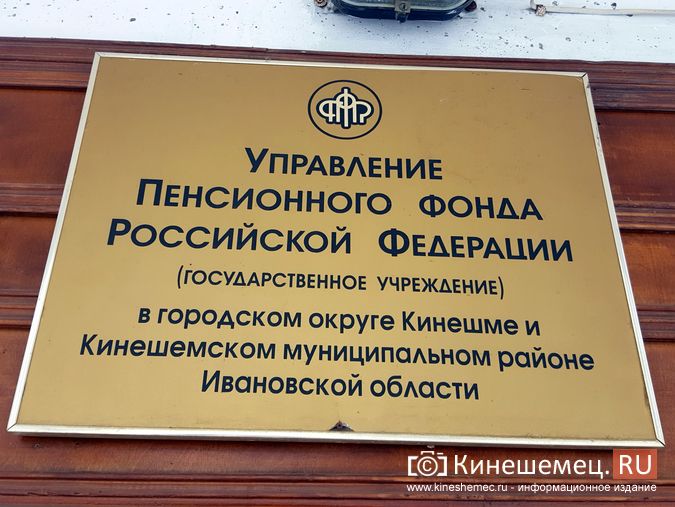 УПРАВЛЕНИЕ
ПЕНСИОННОГО ФОНДА
РОССИЙСКОЙ ФЕДЕРАЦИИ
(ГОСУДАРСТВЕННОЕ УЧРЕЖДЕНИЕ)
в городском округе Кинешме и
Кинешемском муниципальном районе
Ивановской области
Кинешемец.RU
www.kineshemec.ru - информационное издание